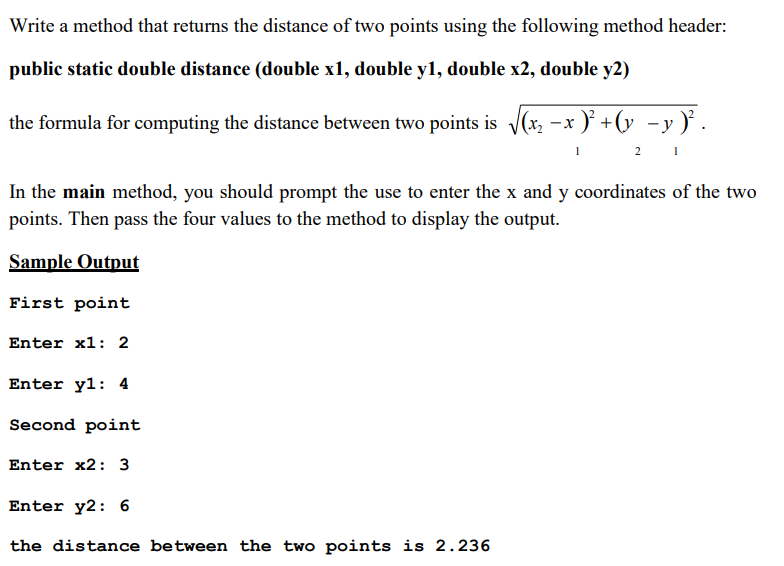 Write a method that returns the distance of two points using the following method header:
public static double distance (double x1, double y1, double x2, double y2)
the formula for computing the distance between two points is √(x₂ − x₁)² + (y₂ − y₁)² .
In the main method, you should prompt the use to enter the x and y coordinates of the two
points. Then pass the four values to the method to display the output.
Sample Output
First point
Enter x1: 2
Enter y1: 4
Second point
Enter x2: 3
Enter y2: 6
the distance between the two points is 2.236